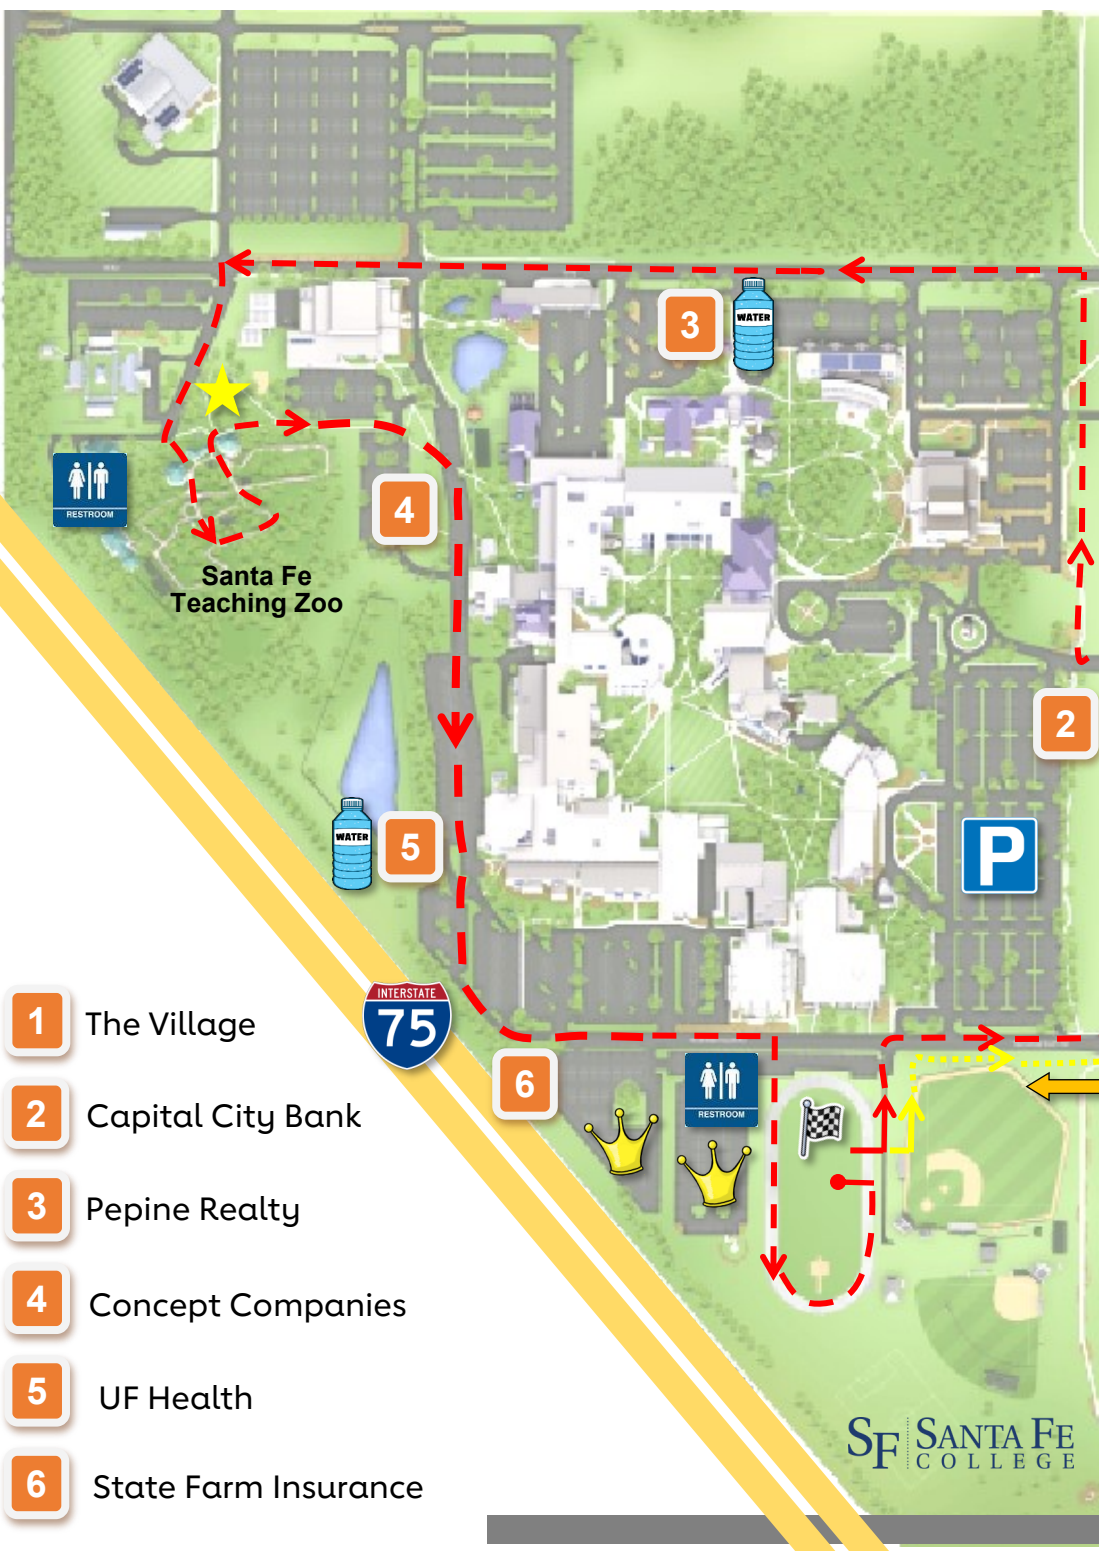 3
WATER
RESTROOM
4
Santa Fe
Teaching Zoo
2
WATER
5
P
INTERSTATE
75
6
RESTROOM
1 The Village
2 Capital City Bank
3 Pepine Realty
4 Concept Companies
5 UF Health
6 State Farm Insurance
SF SANTA FE
COLLEGE